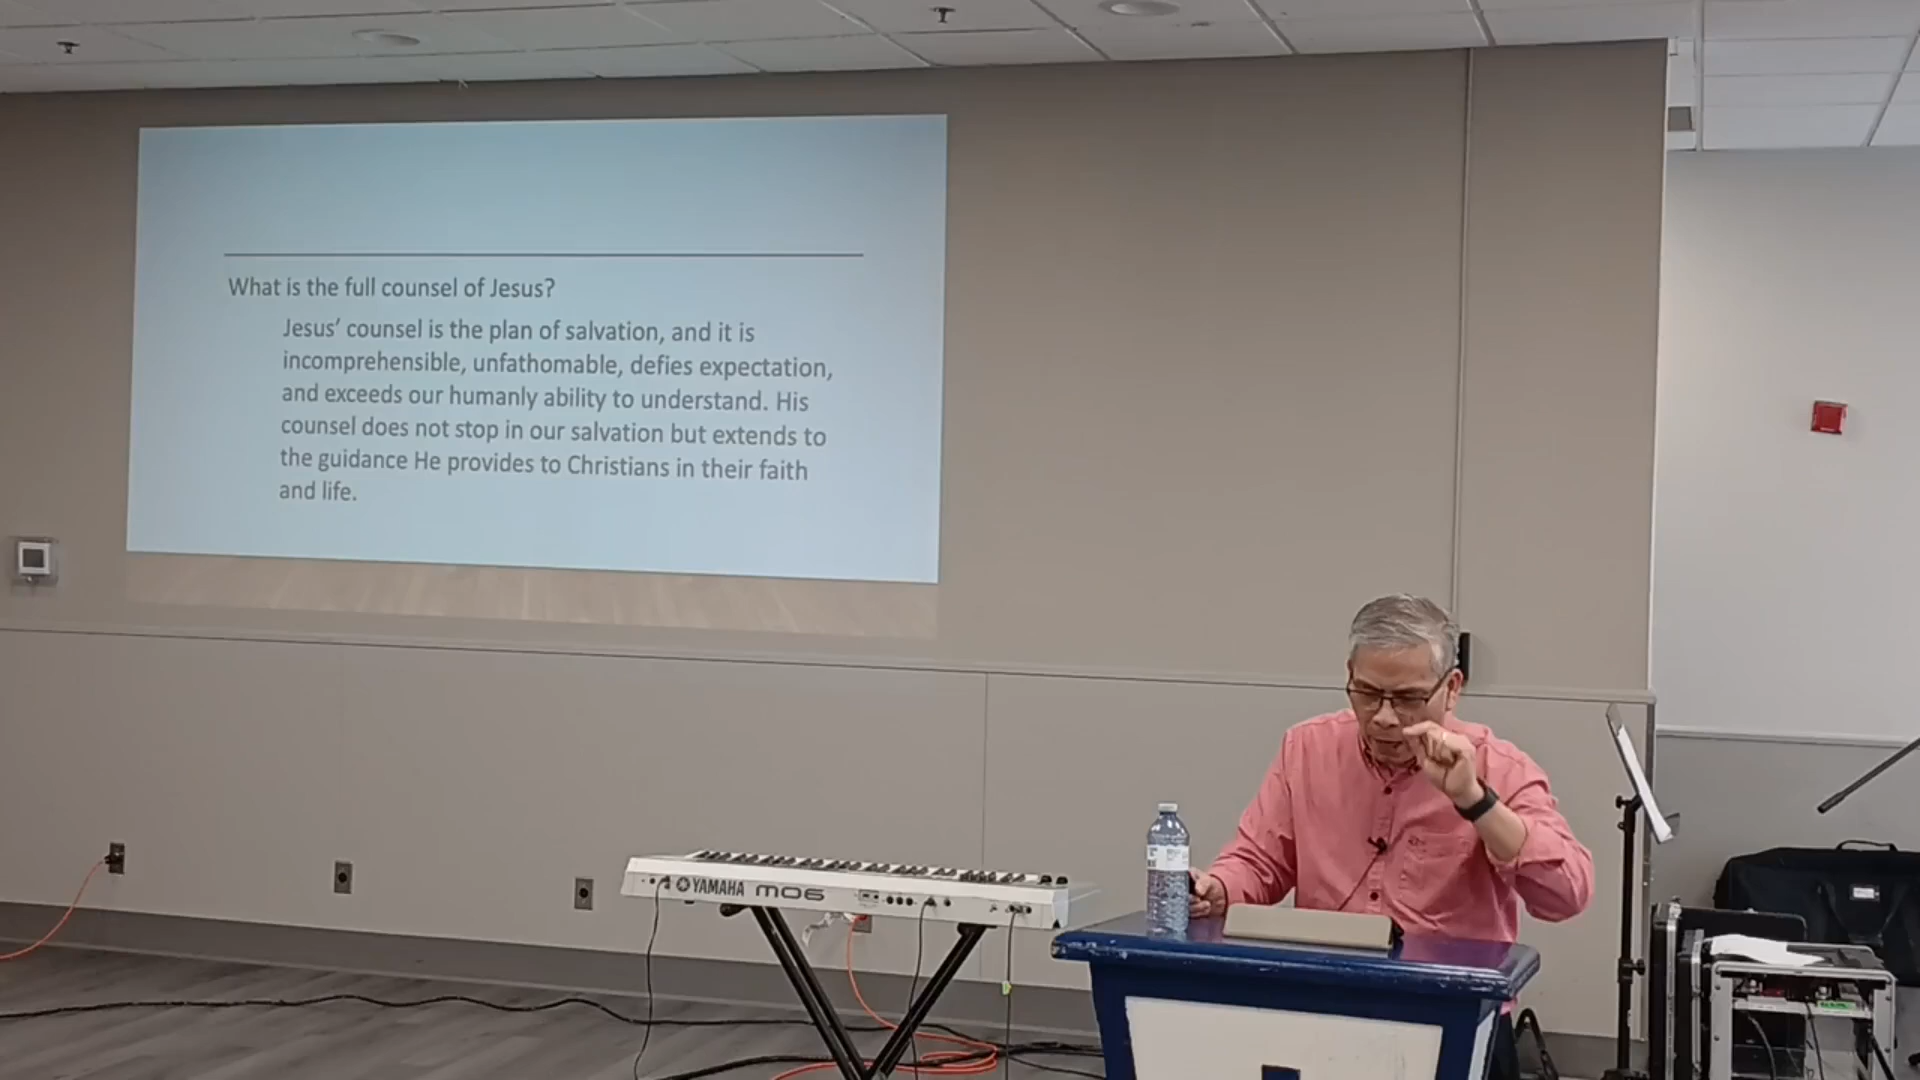 What is the full counsel of Jesus?
Jesus' counsel is the plan of salvation, and it is
incomprehensible, unfathomable, defies expectation,
and exceeds our humanly ability to understand. His
counsel does not stop in our salvation but extends to
the guidance He provides to Christians in their faith
and life.
YAMAHA MO6